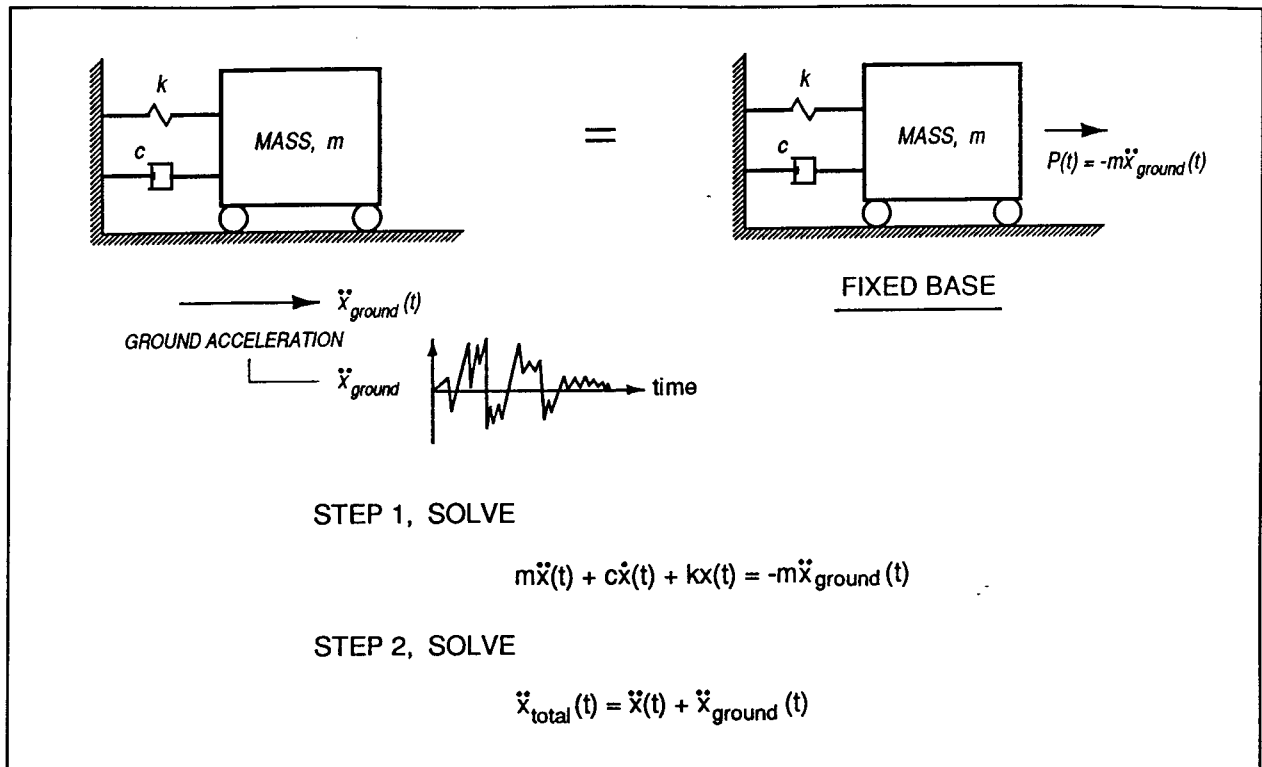 k
c
MASS, m
=
k
c
MASS, m
P(t) = -mẍground(t)
FIXED BASE
ẍground(t)
GROUND ACCELERATION
ẍground
time
STEP 1, SOLVE
mẍ(t) + cẋ(t) + kx(t) = -mẍground(t)
STEP 2, SOLVE
ẍtotal(t) = ẍ(t) + ẍground(t)